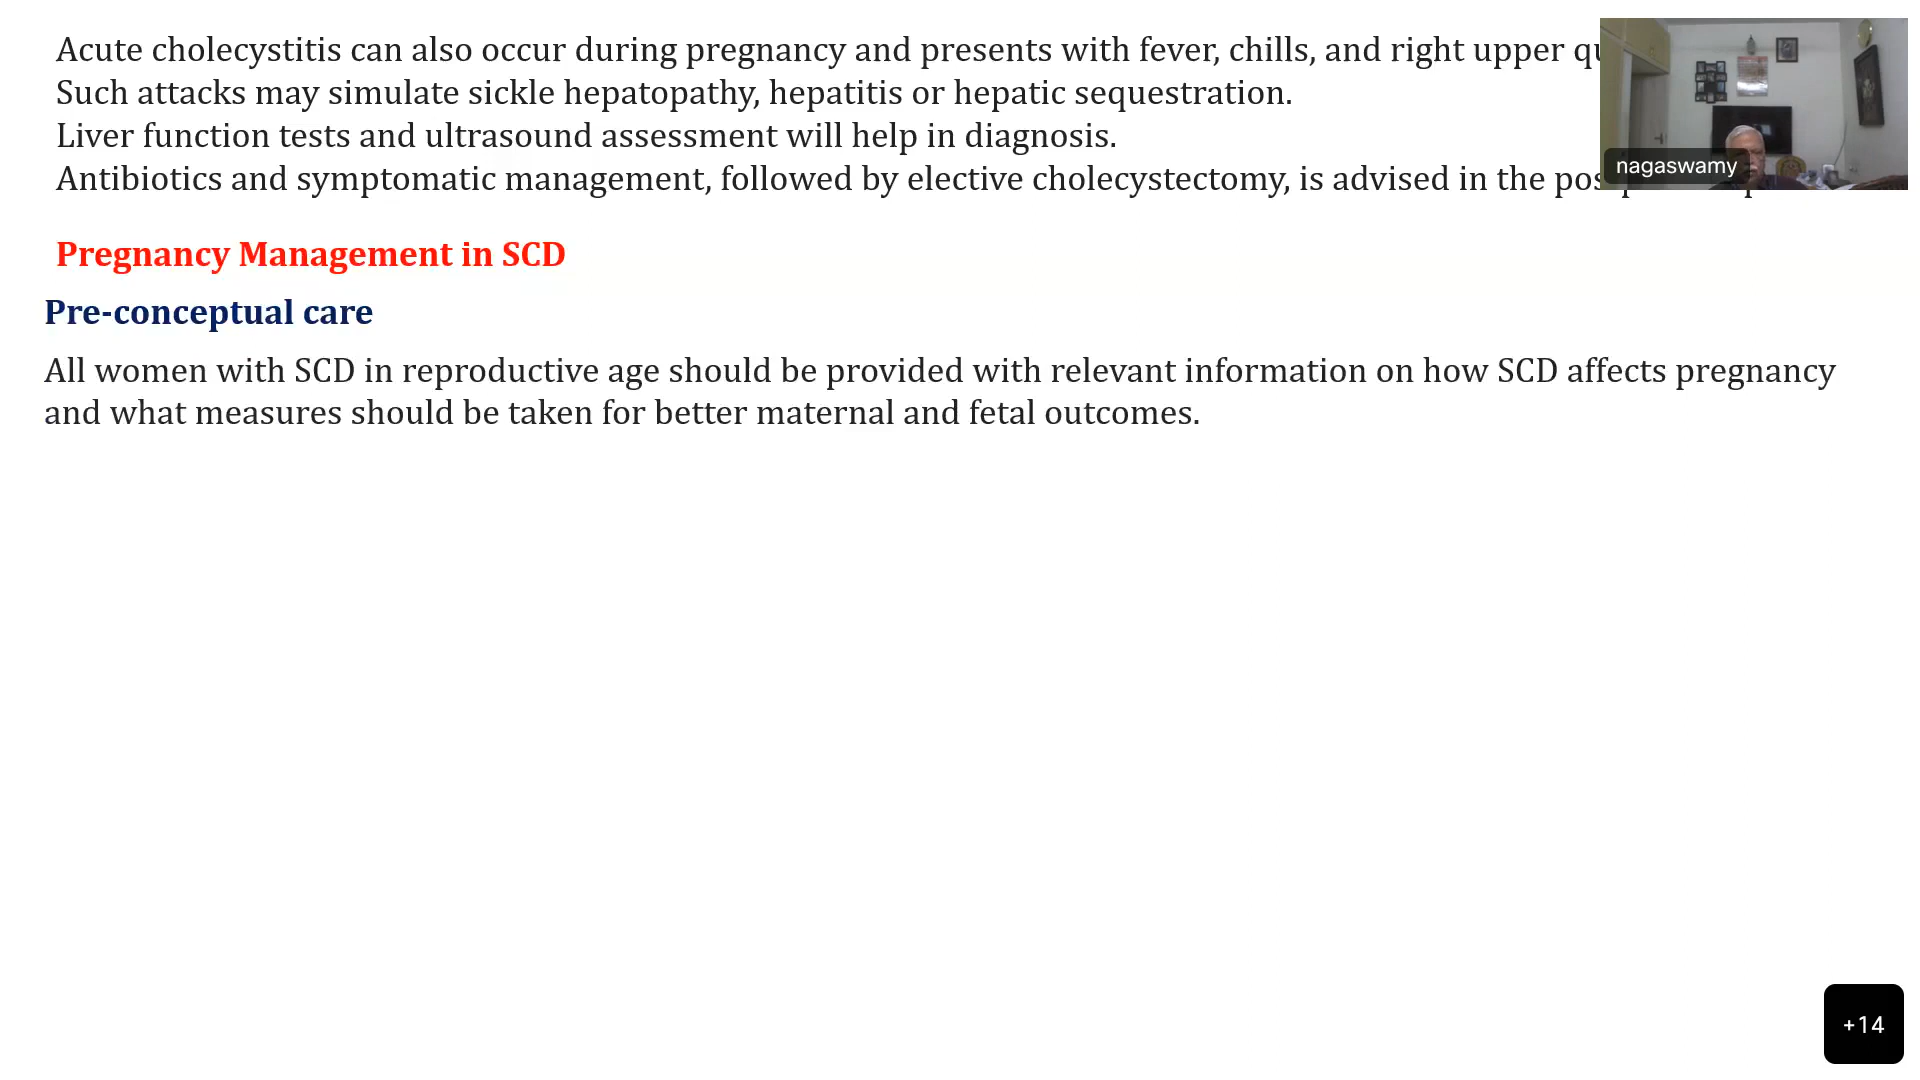 Acute cholecystitis can also occur during pregnancy and presents with fever, chills, and right upper
Such attacks may simulate sickle hepatopathy, hepatitis or hepatic sequestration.
Liver function tests and ultrasound assessment will help in diagnosis.
Antibiotics and symptomatic management, followed by elective cholecystectomy, is advised in the
nagaswamy
Pregnancy Management in SCD
Pre-conceptual care
All women with SCD in reproductive age should be provided with relevant information on how SCD affects pregnancy
and what measures should be taken for better maternal and fetal outcomes.
+14